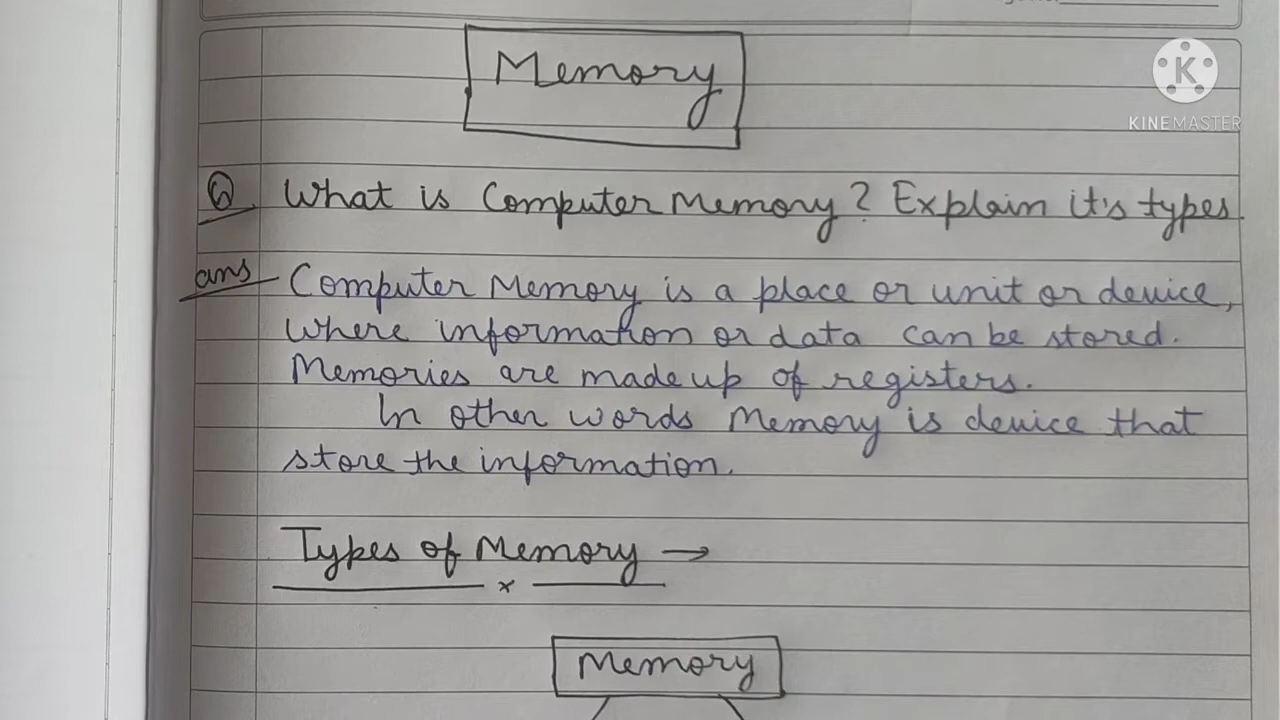 Memory
KINEMASTER
Q. What is Computer Memory? Explain it's types.
ans Computer Memory is a place or unit or device,
where information or data can be stored.
Memories are made up of registers.
In other words Memory is device that
store the information.
Types of Memory →
Memory